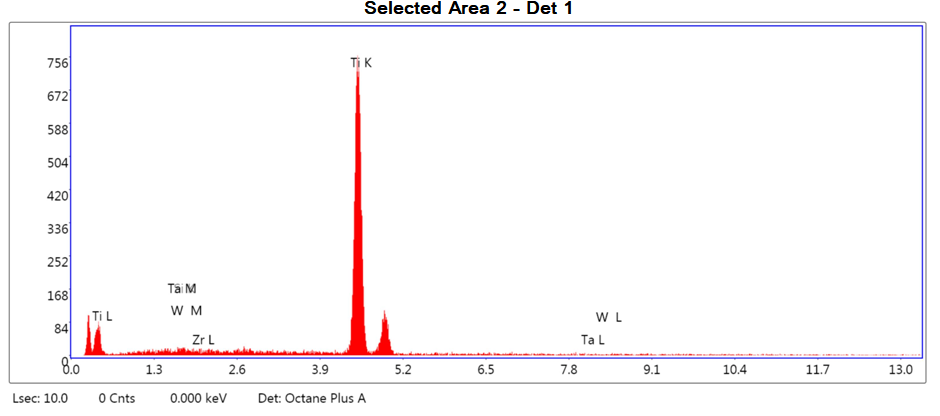 Selected Area 2 - Det 1
756
Ti K
672
588
504
420
336
252
168
Ta M
W M
Ti L
W L
84
Zr L
Ta L
0
0.0 1.3 2.6 3.9 5.2 6.5 7.8 9.1 10.4 11.7 13.0
Lsec: 10.0 0 Cnts 0.000 keV Det: Octane Plus A